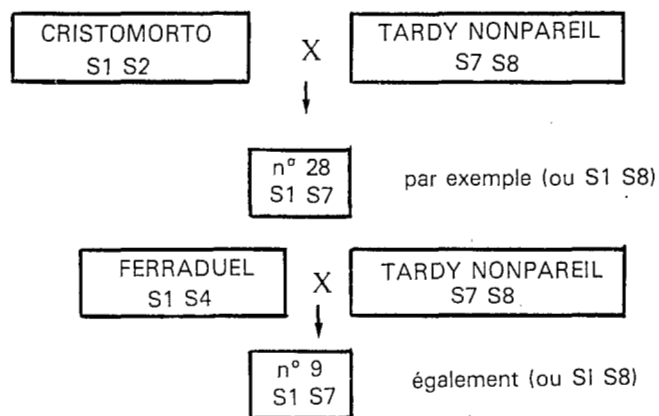 CRISTOMORTO
S1 S2
X
TARDY NONPAREIL
S7 S8
n° 28
S1 S7
par exemple (ou S1 S8)
FERRADUEL
S1 S4
X
TARDY NONPAREIL
S7 S8
n° 9
S1 S7
également (ou SI S8)